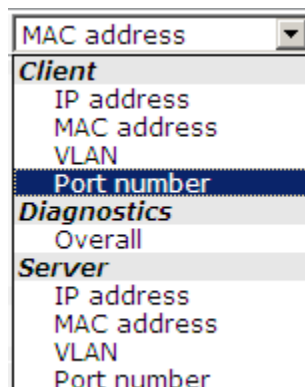 MAC address
Client
IP address
MAC address
VLAN
Port number
Diagnostics
Overall
Server
IP address
MAC address
VLAN
Port number